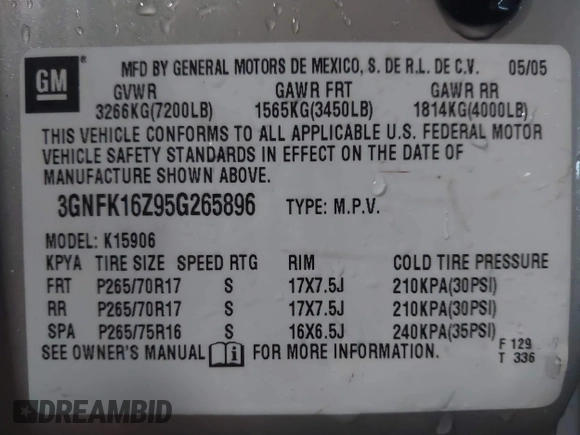 GM ®
MFD BY GENERAL MOTORS DE MEXICO, S. DE R.L. DE C.V. 05/05
GVWR GAWR FRT GAWR RR
3266KG(7200LB) 1565KG(3450LB) 1814KG(4000LB)
THIS VEHICLE CONFORMS TO ALL APPLICABLE U.S. FEDERAL MOTOR
VEHICLE SAFETY STANDARDS IN EFFECT ON THE DATE OF
MANUFACTURE SHOWN ABOVE.
3GNFK16Z95G265896 TYPE: M.P.V.
MODEL: K15906
KPYA TIRE SIZE SPEED RTG RIM COLD TIRE PRESSURE
FRT P265/70R17 S 17X7.5J 210KPA(30PSI)
RR P265/70R17 S 17X7.5J 210KPA(30PSI)
SPA P265/75R16 S 16X6.5J 240KPA(35PSI)
SEE OWNER'S MANUAL i FOR MORE INFORMATION. F 129
T 336
DREAMBID